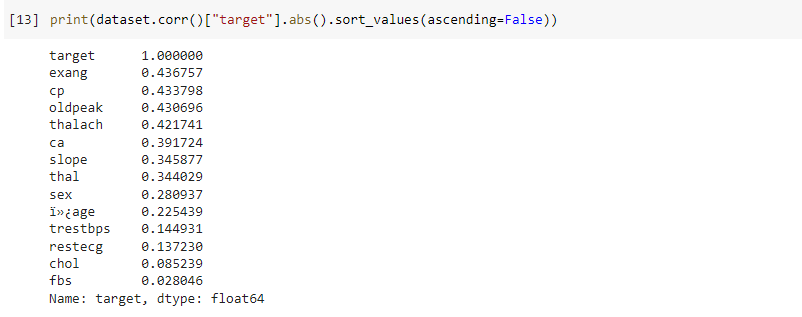 [13] print(dataset.corr()["target"].abs().sort_values(ascending=False))
target 1.000000
exang 0.436757
cp 0.433798
oldpeak 0.430696
thalach 0.421741
ca 0.391724
slope 0.345877
thal 0.344029
sex 0.280937
ï»¿age 0.225439
trestbps 0.144931
restecg 0.137230
chol 0.085239
fbs 0.028046
Name: target, dtype: float64